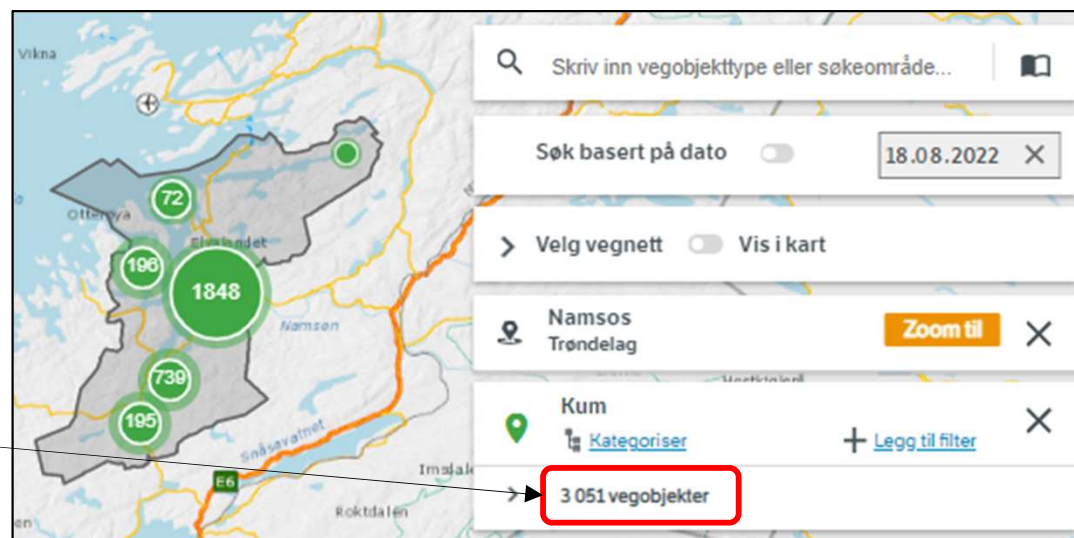 Vikna
Skriv inn vegobjekttype eller søkeområde...
Søk basert på dato
18.08.2022
72
Otterøya
Velg vegnett
Vis i kart
196
1848
Namsos
Trøndelag
Zoom til
Namsen
Kum
Kategoriser
Legg til filter
739
195
Snåsavatnet
E6
3 051 vegobjekter
Roktdalen
en